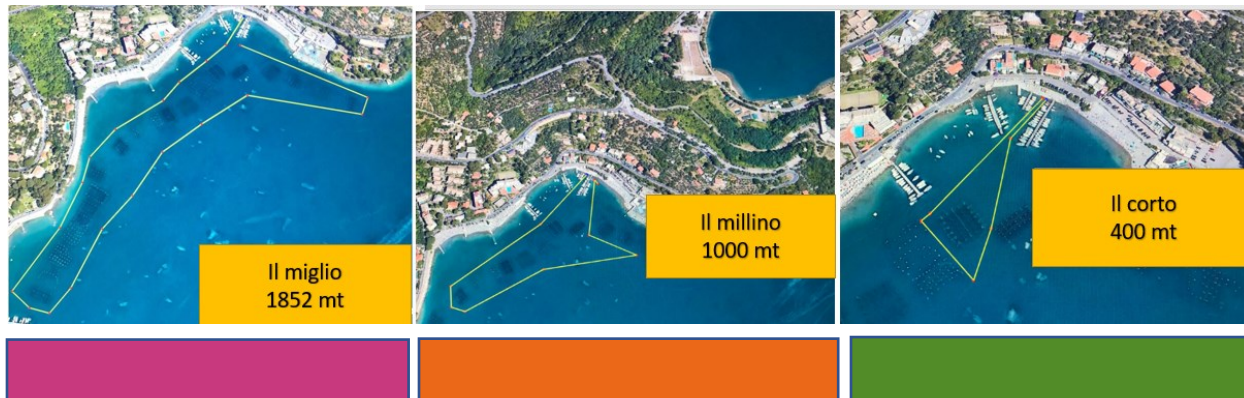 Il miglio
1852 mt
Il millino
1000 mt
Il corto
400 mt